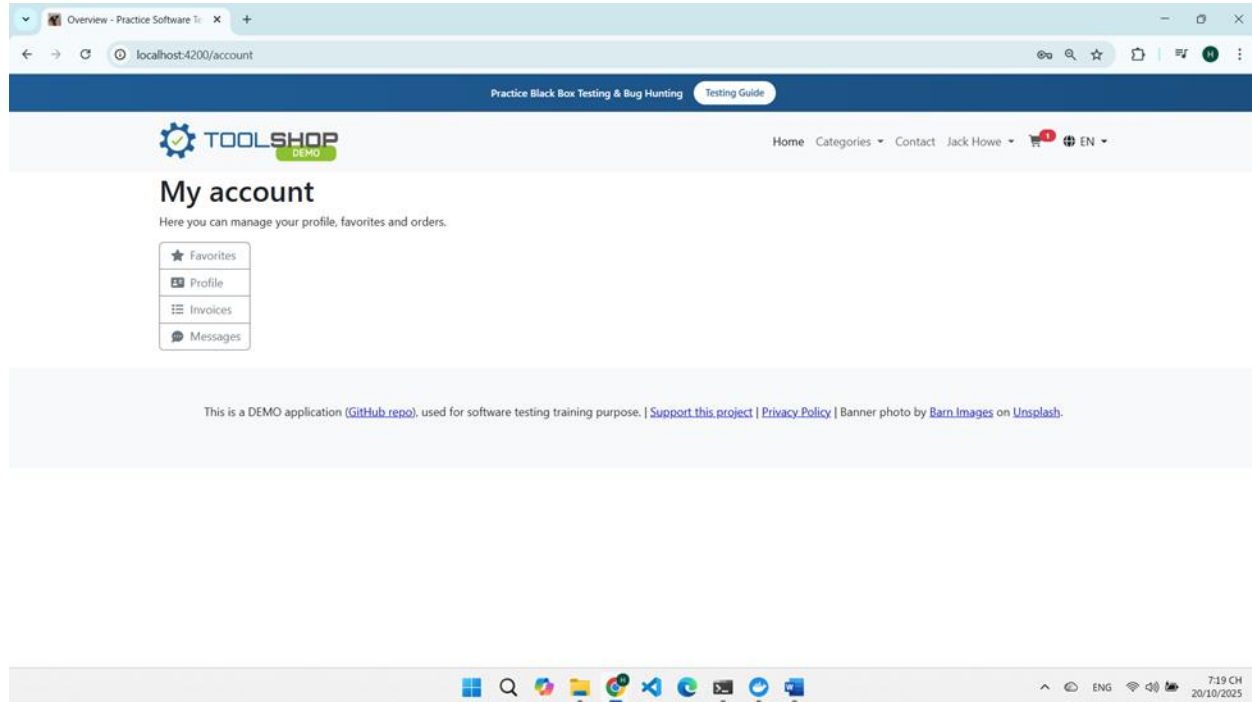 Overview - Practice Software Te
localhost:4200/account
H
Practice Black Box Testing & Bug Hunting Testing Guide
TOOLSHOP
DEMO
Home Categories Contact Jack Howe 1 EN
My account
Here you can manage your profile, favorites and orders.
Favorites
Profile
Invoices
Messages
This is a DEMO application (GitHub repo), used for software testing training purpose. | Support this project | Privacy Policy | Banner photo by Barn Images on Unsplash.
ENG
7:19 CH
20/10/2025